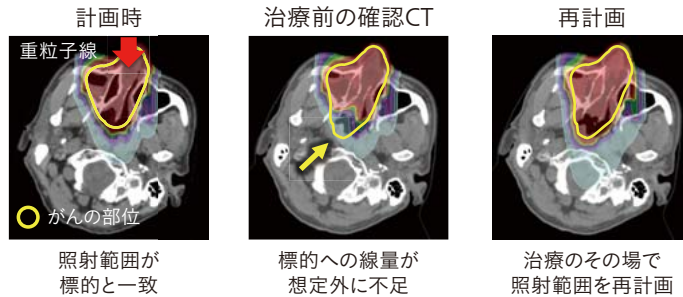 計画時
治療前の確認CT
再計画
重粒子線
がんの部位
照射範囲が
標的と一致
標的への線量が
想定外に不足
治療のその場で
照射範囲を再計画